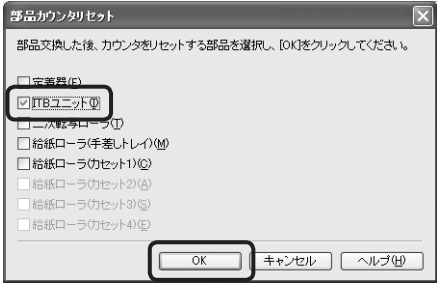 部品カウンタリセット
部品交換した後、カウンタをリセットする部品を選択し、[OK]をクリックしてください。
定着器(F)
ITBユニット(I)
二次転写ローラ(T)
給紙ローラ(手差しトレイ)(M)
給紙ローラ(カセット1)(C)
給紙ローラ(カセット2)(A)
給紙ローラ(カセット3)(S)
給紙ローラ(カセット4)(E)
OK キャンセル ヘルプ(H)